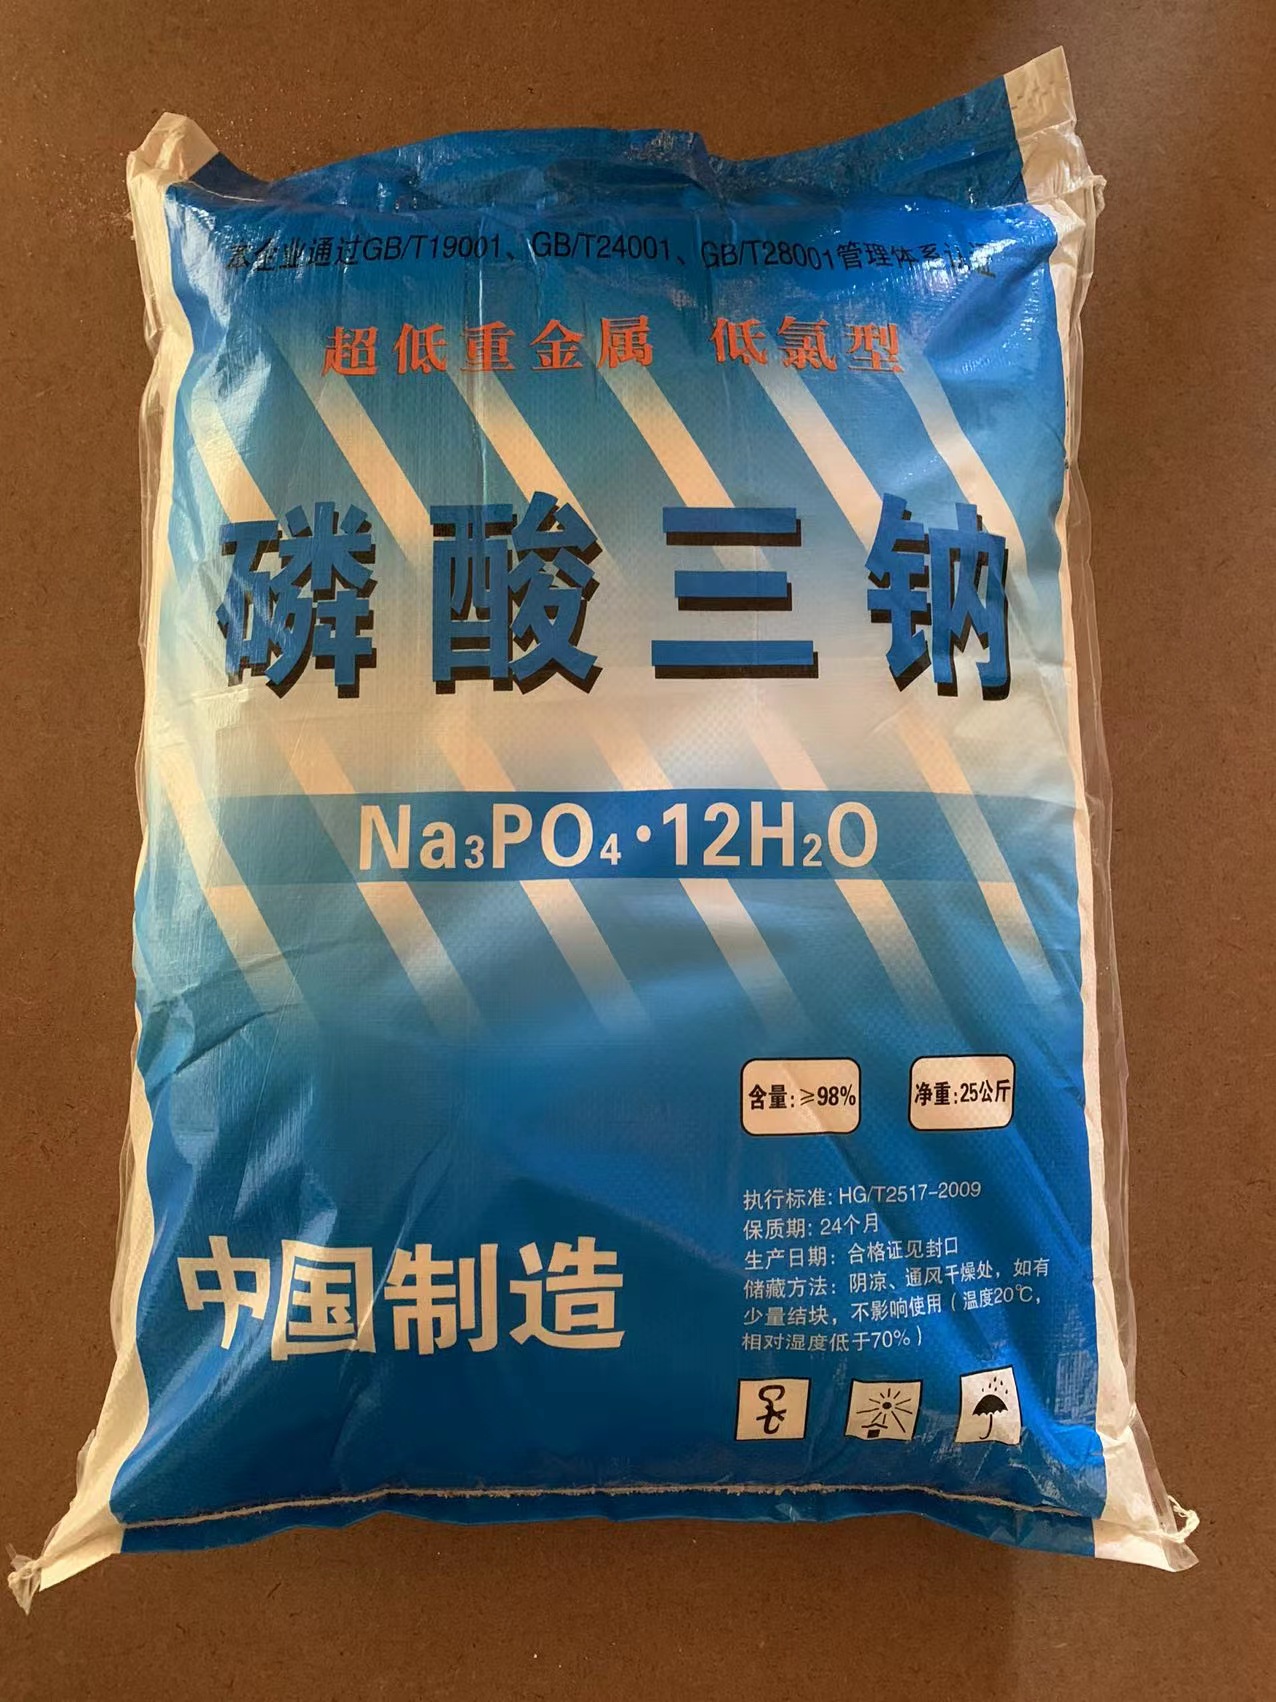 本企业通过GB/T19001、GB/T24001、GB/T28001管理体系认证
超低重金属 低氯型
磷酸三钠
Na₃PO₄·12H₂O
含量:≥98%
净重:25公斤
执行标准: HG/T2517-2009
保质期: 24个月
生产日期: 合格证见封口
储藏方法: 阴凉、通风干燥处, 如有
少量结块, 不影响使用 ( 温度20℃,
相对湿度低于70% )
中国制造